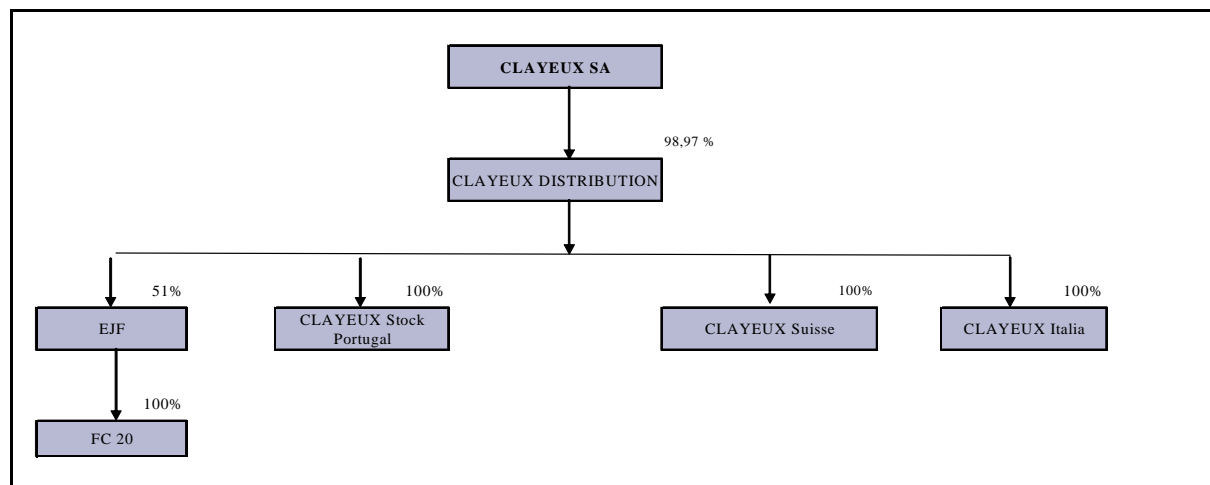 CLAYEUX SA
98,97 %
CLAYEUX DISTRIBUTION
51%
100%
100%
100%
EJF
CLAYEUX Stock
Portugal
CLAYEUX Suisse
CLAYEUX Italia
100%
FC 20